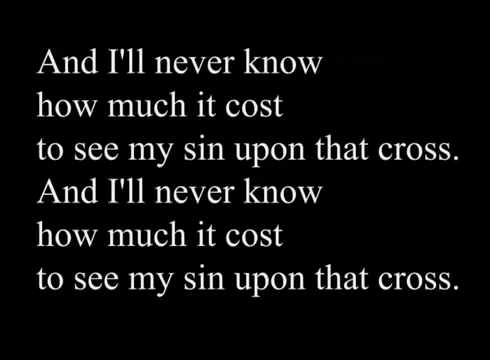 And I'll never know
how much it cost
to see my sin upon that cross.
And I'll never know
how much it cost
to see my sin upon that cross.